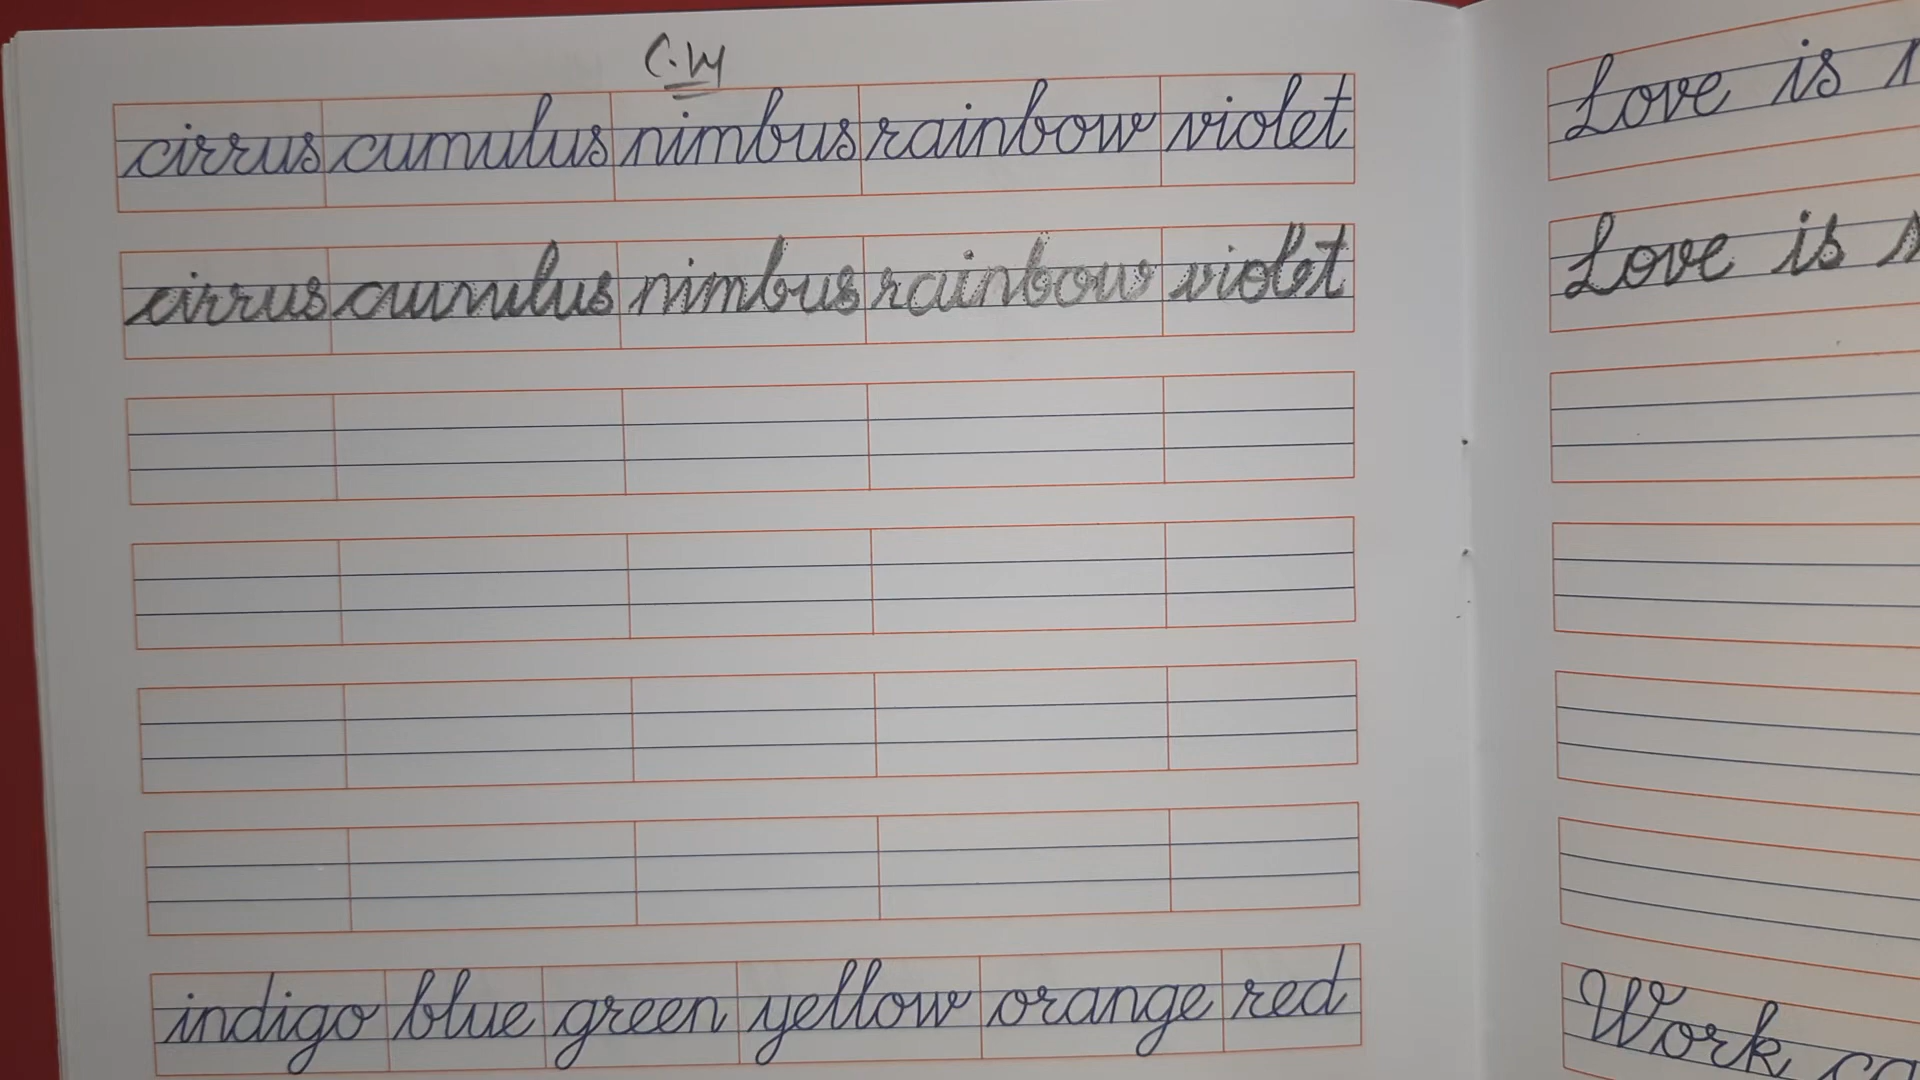 C.W
cirrus cumulus nimbus rainbow violet
cirrus cumulus nimbus rainbow violet
indigo blue green yellow orange red
Love is
Love is
Work